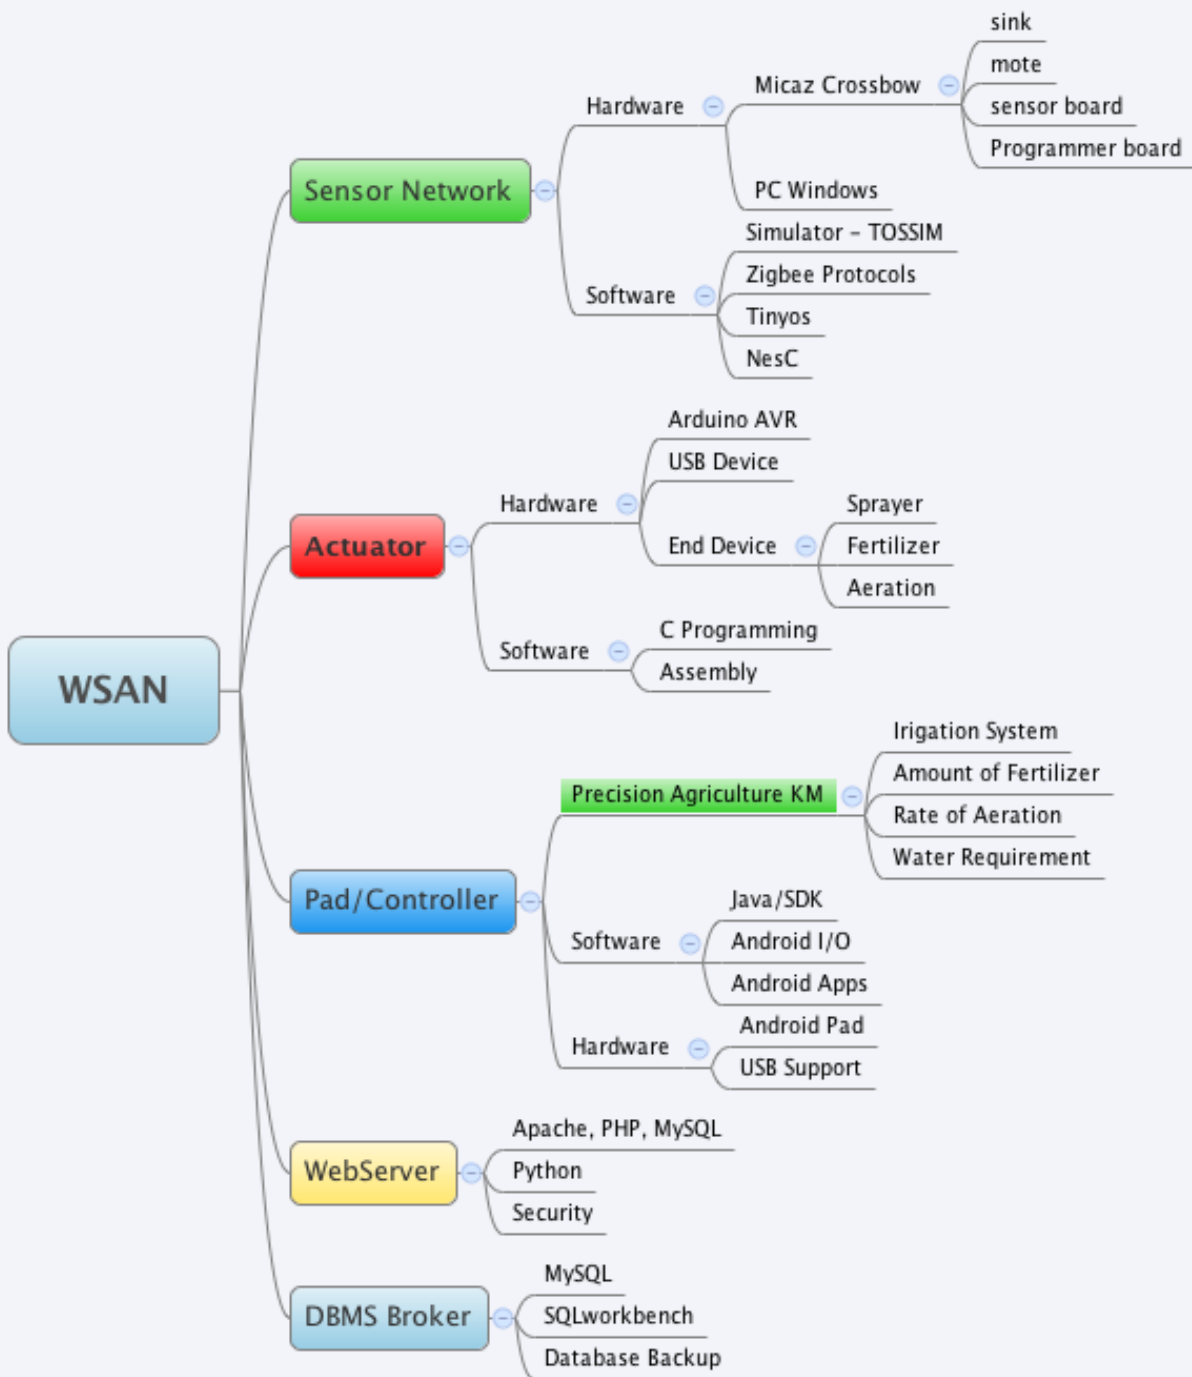 WSAN
Sensor Network
Hardware
Micaz Crossbow
sink
mote
sensor board
Programmer board
PC Windows
Software
Simulator – TOSSIM
Zigbee Protocols
Tinyos
NesC
Actuator
Hardware
Arduino AVR
USB Device
End Device
Sprayer
Fertilizer
Aeration
Software
C Programming
Assembly
Pad/Controller
Precision Agriculture KM
Irigation System
Amount of Fertilizer
Rate of Aeration
Water Requirement
Software
Java/SDK
Android I/O
Android Apps
Hardware
Android Pad
USB Support
WebServer
Apache, PHP, MySQL
Python
Security
DBMS Broker
MySQL
SQLworkbench
Database Backup